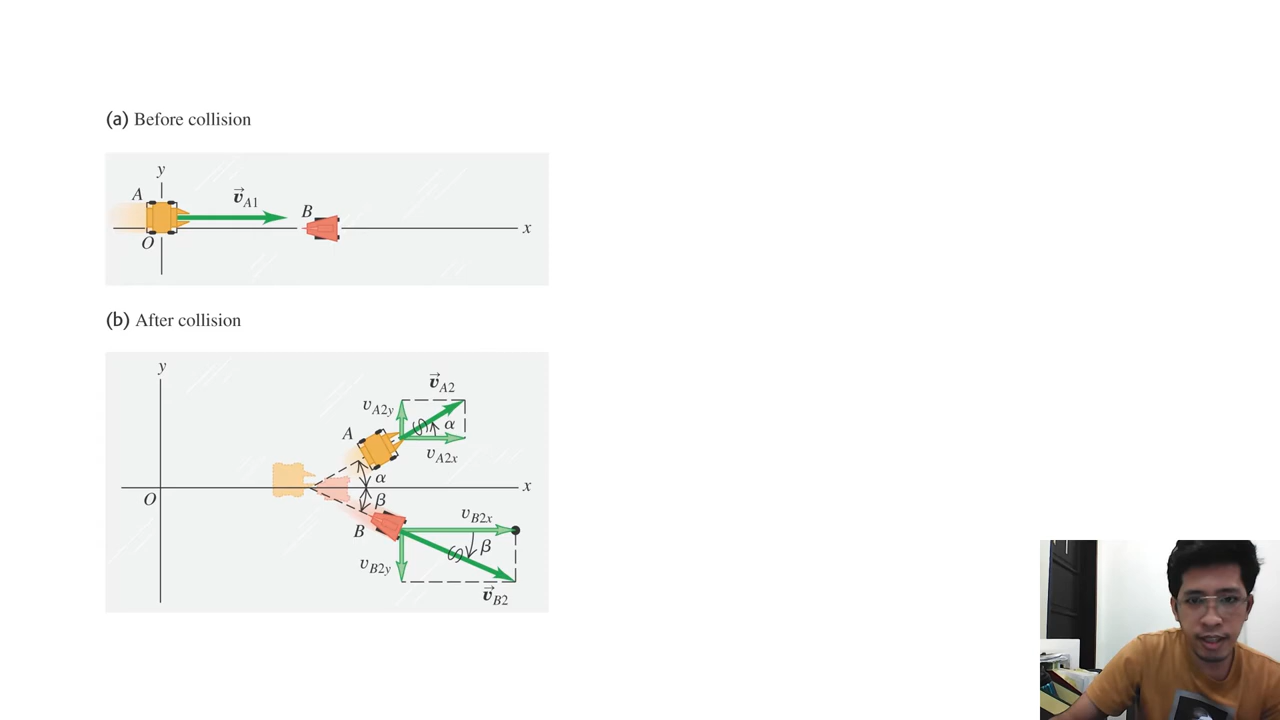 (a) Before collision
y
A
v⃗A1
B
O
x
(b) After collision
y
v⃗A2
vA2y
A
α
vA2x
α
x
O
β
vB2x
B
β
vB2y
v⃗B2